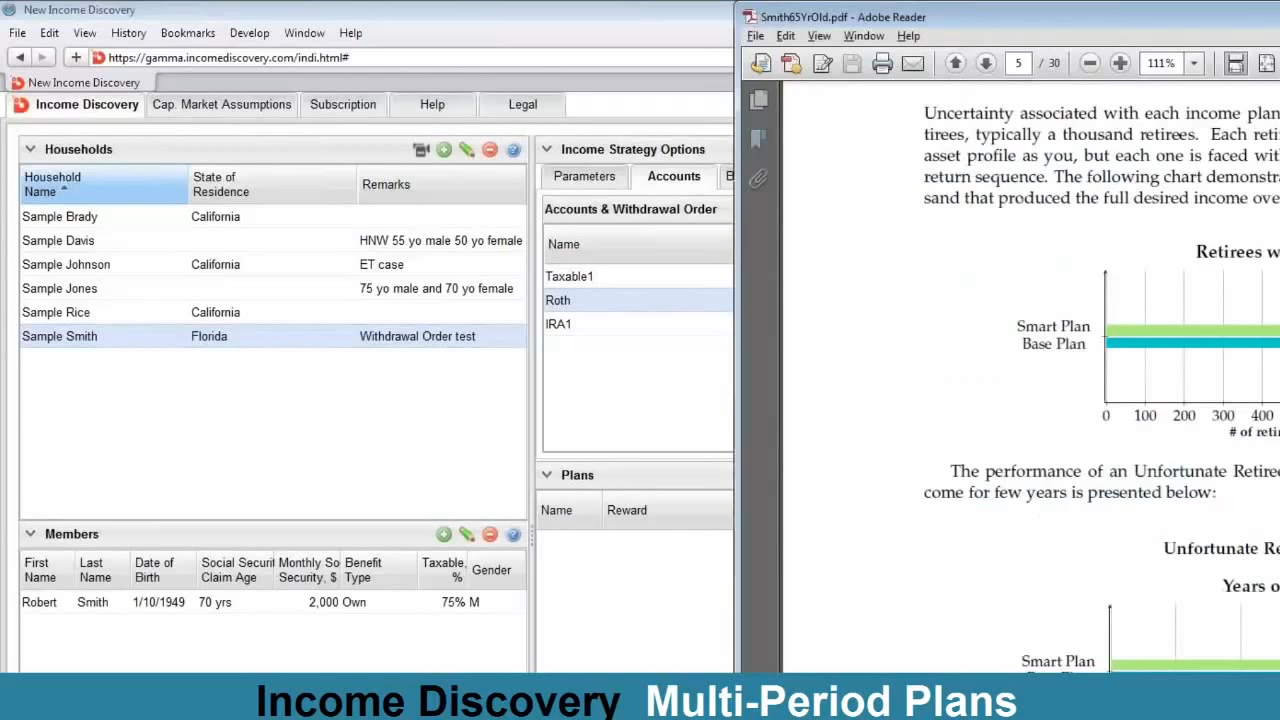 New Income Discovery
File Edit View History Bookmarks Develop Window Help
https://gamma.incomediscovery.com/indi.html#
New Income Discovery
Income Discovery Cap. Market Assumptions Subscription Help Legal
Households
Household Name State of Residence Remarks
Sample Brady California
Sample Davis HNW 55 yo male 50 yo female
Sample Johnson California ET case
Sample Jones 75 yo male and 70 yo female
Sample Rice California
Sample Smith Florida Withdrawal Order test
Members
First Name Last Name Date of Birth Social Securit Claim Age Monthly So Security, $ Benefit Type Taxable, % Gender
Robert Smith 1/10/1949 70 yrs 2,000 Own 75% M
Income Strategy Options
Parameters Accounts
Accounts & Withdrawal Order
Name
Taxable1
Roth
IRA1
Plans
Name Reward
Smith65YrOld.pdf - Adobe Reader
File Edit View Window Help
5 / 30 111%
Uncertainty associated with each income plan
tirees, typically a thousand retirees. Each reti
asset profile as you, but each one is faced wit
return sequence. The following chart demonstra
sand that produced the full desired income ove
Retirees w
Smart Plan
Base Plan
0 100 200 300 400
# of retir
The performance of an Unfortunate Retire
come for few years is presented below:
Unfortunate Re
Years o
Smart Plan
Income Discovery Multi-Period Plans